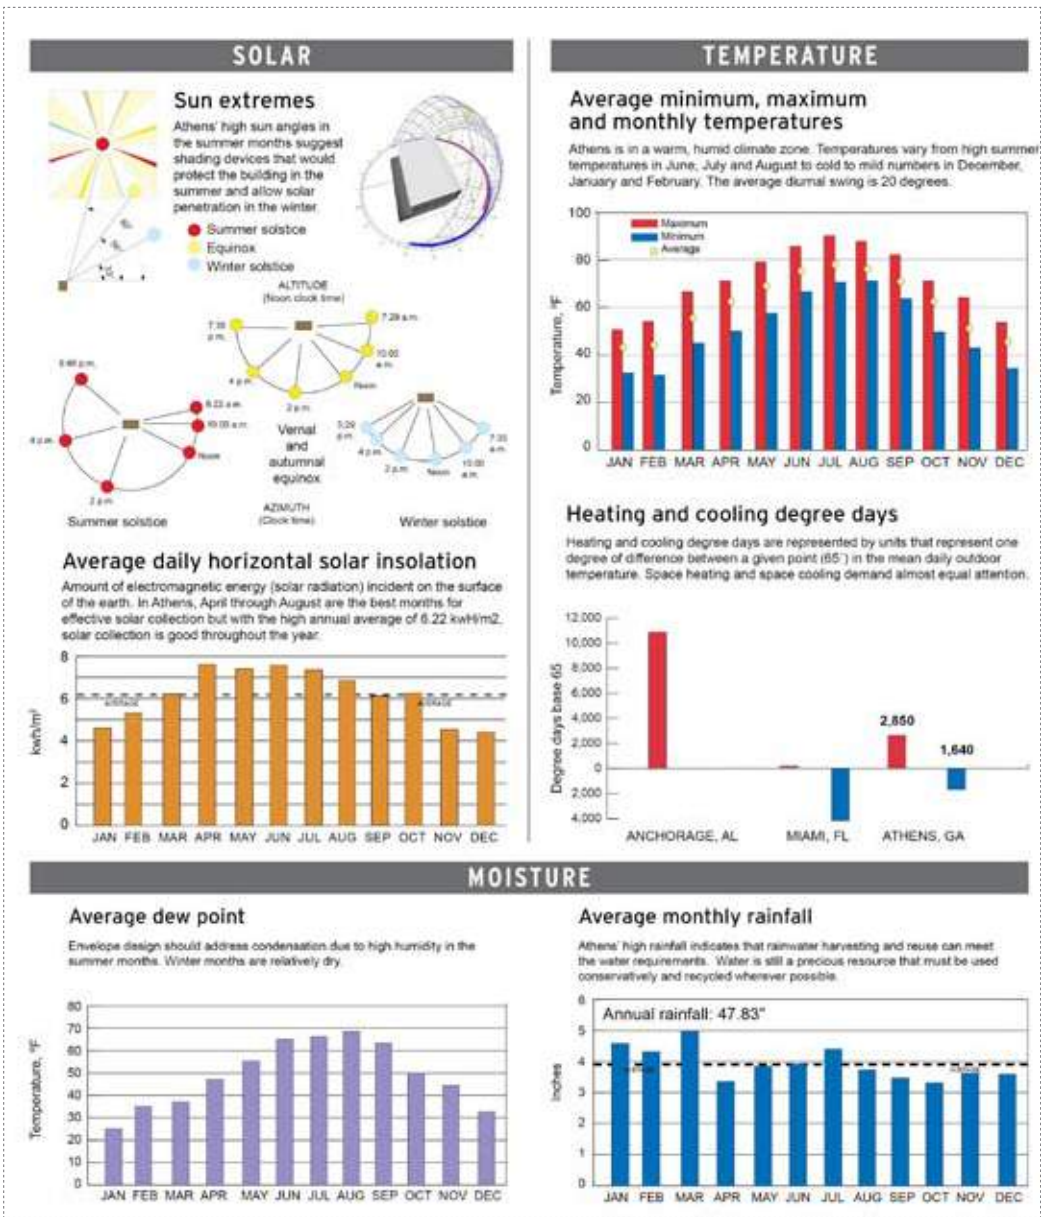 SOLAR
Sun extremes
Athens' high sun angles in
the summer months suggest
shading devices that would
protect the building in the
summer and allow solar
penetration in the winter.
Summer solstice
Equinox
Winter solstice
ALTITUDE
(Noon clock time)
7:29 a.m.
10:00
a.m.
Noon
2 p.m.
4 p.m.
p.m.
Vernal
and
autumnal
equinox
AZIMUTH
(Clock time)
8:48 p.m.
6:22 a.m.
10:00 a.m.
Noon
2 p.m.
4 p.m.
Summer solstice
p.m.
4 p.m.
2 p.m.
Noon
10:00
a.m.
a.m.
Winter solstice
Average daily horizontal solar insolation
Amount of electromagnetic energy (solar radiation) incident on the surface
of the earth. In Athens, April through August are the best months for
effective solar collection but with the high annual average of 6.22 kwH/m2,
solar collection is good throughout the year.
kwh/m²
8
6
4
2
0
JAN FEB MAR APR MAY JUN JUL AUG SEP OCT NOV DEC
TEMPERATURE
Average minimum, maximum
and monthly temperatures
Athens is in a warm, humid climate zone. Temperatures vary from high summer
temperatures in June, July and August to cold to mild numbers in December,
January and February. The average diurnal swing is 20 degrees.
Temperature, °F
100
80
60
40
20
0
Maximum
Minimum
Average
JAN FEB MAR APR MAY JUN JUL AUG SEP OCT NOV DEC
Heating and cooling degree days
Heating and cooling degree days are represented by units that represent one
degree of difference between a given point (65°) in the mean daily outdoor
temperature. Space heating and space cooling demand almost equal attention.
Degree days base 65
12,000
10,000
8,000
6,000
4,000
2,000
0
2,000
4,000
2,850
1,640
ANCHORAGE, AL MIAMI, FL ATHENS, GA
MOISTURE
Average dew point
Envelope design should address condensation due to high humidity in the
summer months. Winter months are relatively dry.
Temperature, °F
80
70
60
50
40
30
20
10
0
JAN FEB MAR APR MAY JUN JUL AUG SEP OCT NOV DEC
Average monthly rainfall
Athens' high rainfall indicates that rainwater harvesting and reuse can meet
the water requirements. Water is still a precious resource that must be used
conservatively and recycled wherever possible.
Annual rainfall: 47.83"
Inches
6
5
4
3
2
1
0
JAN FEB MAR APR MAY JUN JUL AUG SEP OCT NOV DEC